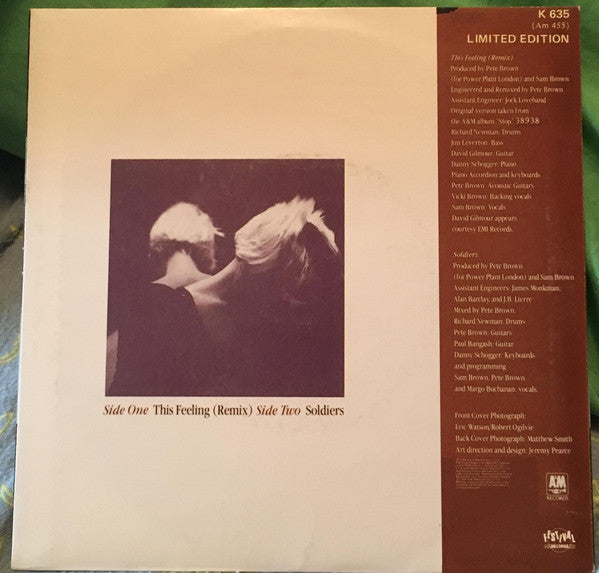 K 635
(Am 455)
LIMITED EDITION
This Feeling (Remix)
Produced by Pete Brown
(for Power Plant London) and Sam Brown
Engineered and Remixed by Pete Brown
Assistant Engineer: Jock Loveband
Original version taken from
the A&M album "Stop" 38938
Richard Newman: Drums
Jim Leverton: Bass
David Gilmour: Guitar
Danny Schogger: Piano
Piano Accordion and keyboards
Pete Brown: Acoustic Guitars
Vicki Brown: Backing vocals
Sam Brown: Vocals
David Gilmour appears
courtesy EMI Records.
Soldiers
Produced by Pete Brown
(for Power Plant London) and Sam Brown
Assistant Engineers: James Monkman,
Alan Barclay, and J.B. Lierre
Mixed by Pete Brown
Richard Newman: Drums
Pete Brown: Guitars
Paul Bangash: Guitar
Danny Schogger: Keyboards
and programming
Sam Brown, Pete Brown
and Margo Buchanan: vocals.
Side One This Feeling (Remix) Side Two Soldiers
Front Cover Photograph:
Eric Watson/Robert Ogilvie
Back Cover Photograph: Matthew Smith
Art direction and design: Jeremy Pearce
A&M
RECORDS
FESTIVAL
RECORDS